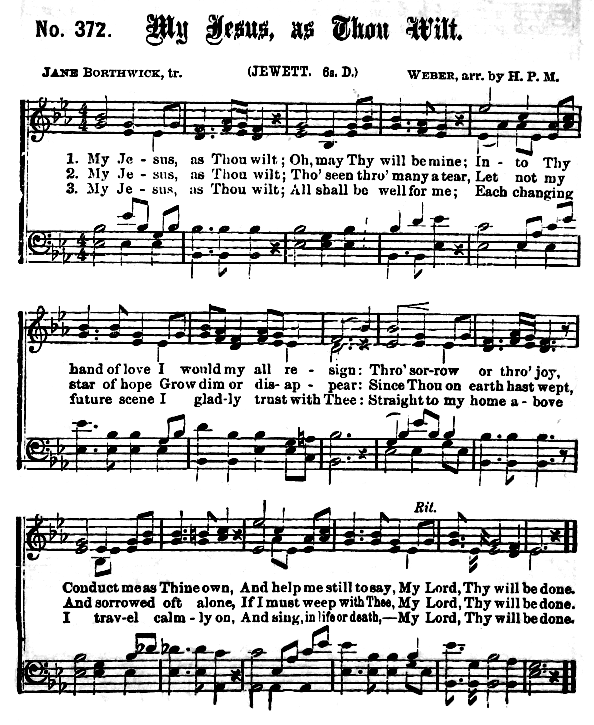 No. 372. My Jesus, as Thou Wilt.
JANE BORTHWICK, tr. (JEWETT. 6s. D.) WEBER, arr. by H. P. M.
1. My Je - sus, as Thou wilt; Oh, may Thy will be mine; In - to Thy
2. My Je - sus, as Thou wilt; Tho' seen thro' many a tear, Let not my
3. My Je - sus, as Thou wilt; All shall be well for me; Each changing
hand of love I would my all re - sign: Thro' sor-row or thro' joy,
star of hope Grow dim or dis- ap - pear: Since Thou on earth hast wept,
future scene I glad-ly trust with Thee: Straight to my home a - bove
Rit.
Conduct me as Thine own, And help me still to say, My Lord, Thy will be done.
And sorrowed oft alone, If I must weep with Thee, My Lord, Thy will be done.
I trav-el calm-ly on, And sing, in life or death,—My Lord, Thy will be done.